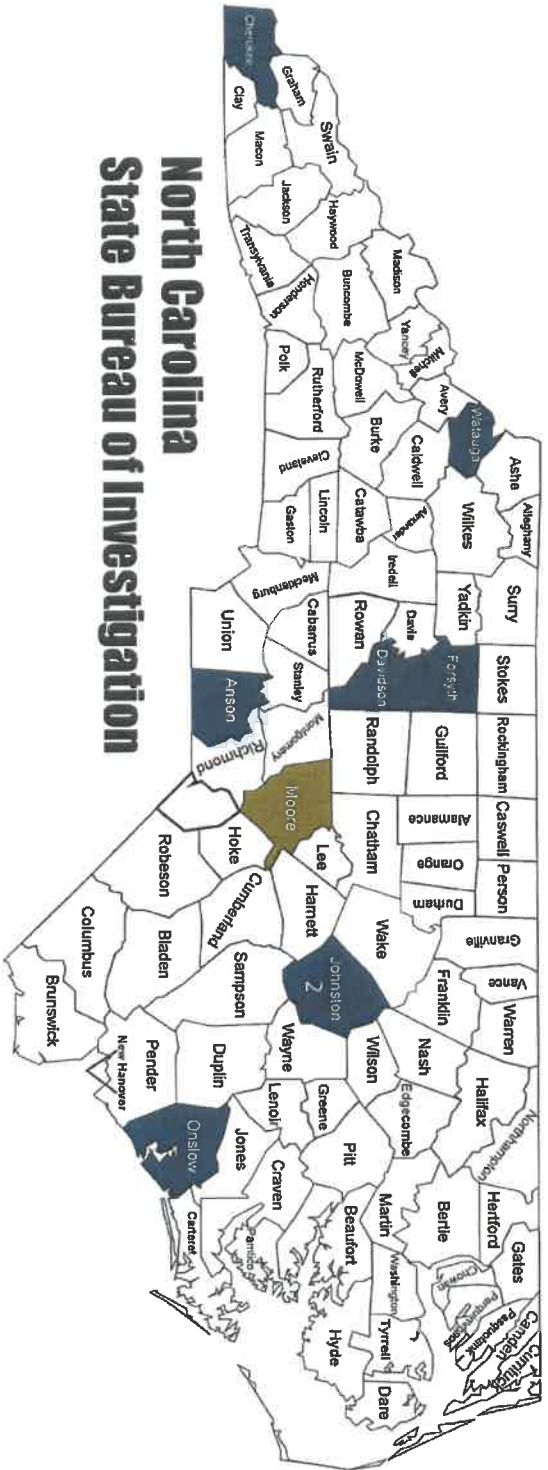 Cherokee
Graham
Clay
Swain
Macon
Jackson
Haywood
Transylvania
Henderson
Buncombe
Madison
Yancey
Mitchell
Avery
McDowell
Polk
Rutherford
Burke
Caldwell
Watauga
Ashe
Alleghany
Wilkes
Alexander
Catawba
Cleveland
Lincoln
Gaston
Mecklenburg
Iredell
Yadkin
Surry
Davie
Rowan
Cabarrus
Union
Stanley
Anson
Davidson
Forsyth
Stokes
Rockingham
Guilford
Randolph
Montgomery
Richmond
Moore
Chatham
Alamance
Caswell
Orange
Person
Durham
Lee
Hoke
Robeson
Cumberland
Harnett
Wake
Granville
Vance
Warren
Franklin
Johnston
2
Sampson
Bladen
Columbus
Brunswick
New Hanover
Pender
Duplin
Wayne
Wilson
Nash
Halifax
Northampton
Edgecombe
Greene
Lenoir
Jones
Onslow
Pitt
Craven
Carteret
Pamlico
Beaufort
Martin
Bertie
Hertford
Gates
Chowan
Pasquotank
Camden
Currituck
Washington
Tyrrell
Hyde
Dare
North Carolina
State Bureau of Investigation